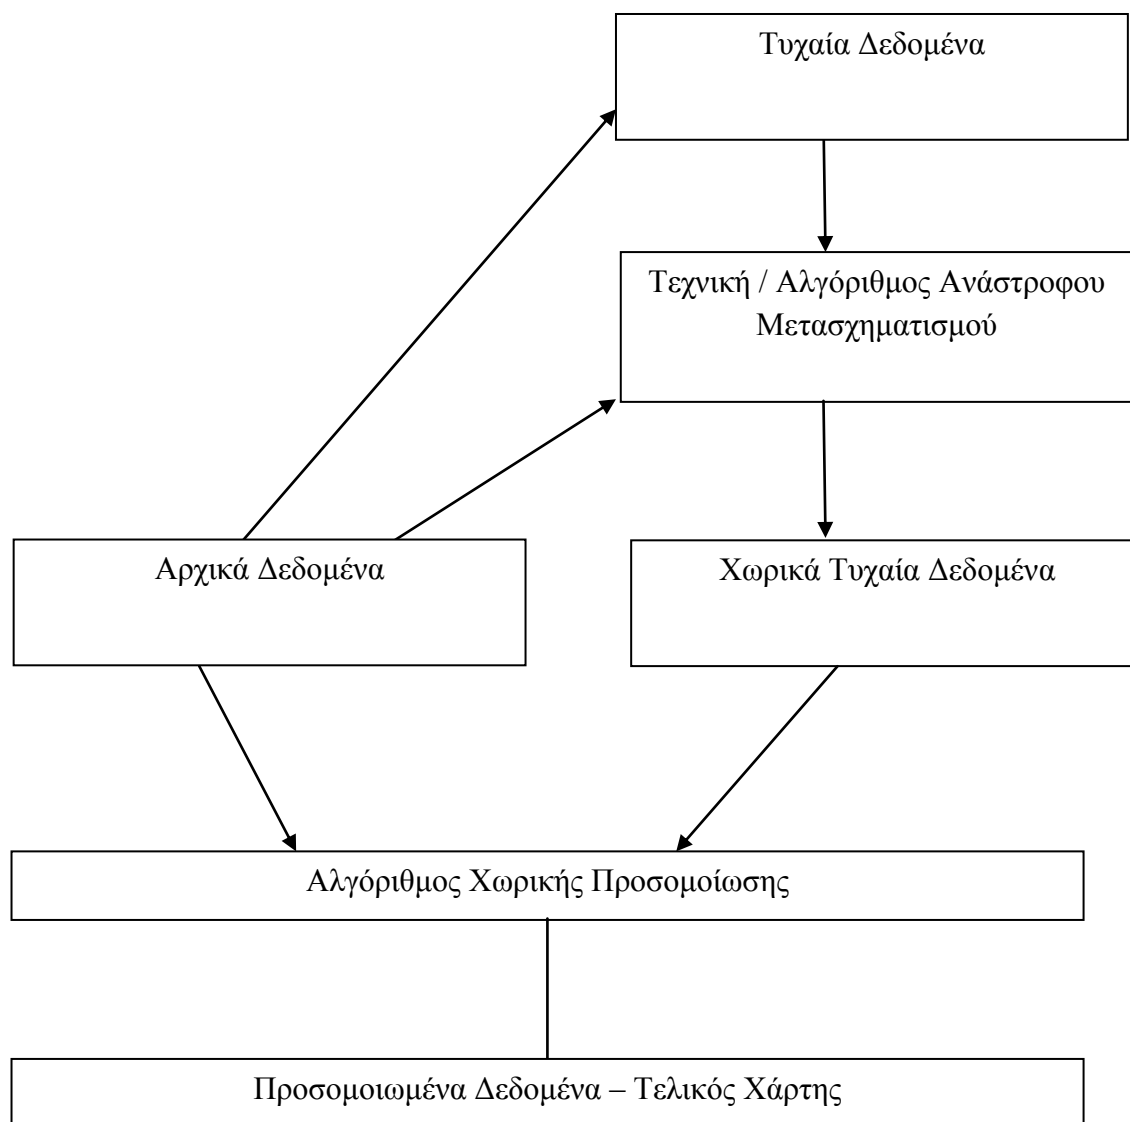 Τυχαία Δεδομένα
Τεχνική / Αλγόριθμος Ανάστροφου
Μετασχηματισμού
Αρχικά Δεδομένα
Χωρικά Τυχαία Δεδομένα
Αλγόριθμος Χωρικής Προσομοίωσης
Προσομοιωμένα Δεδομένα – Τελικός Χάρτης